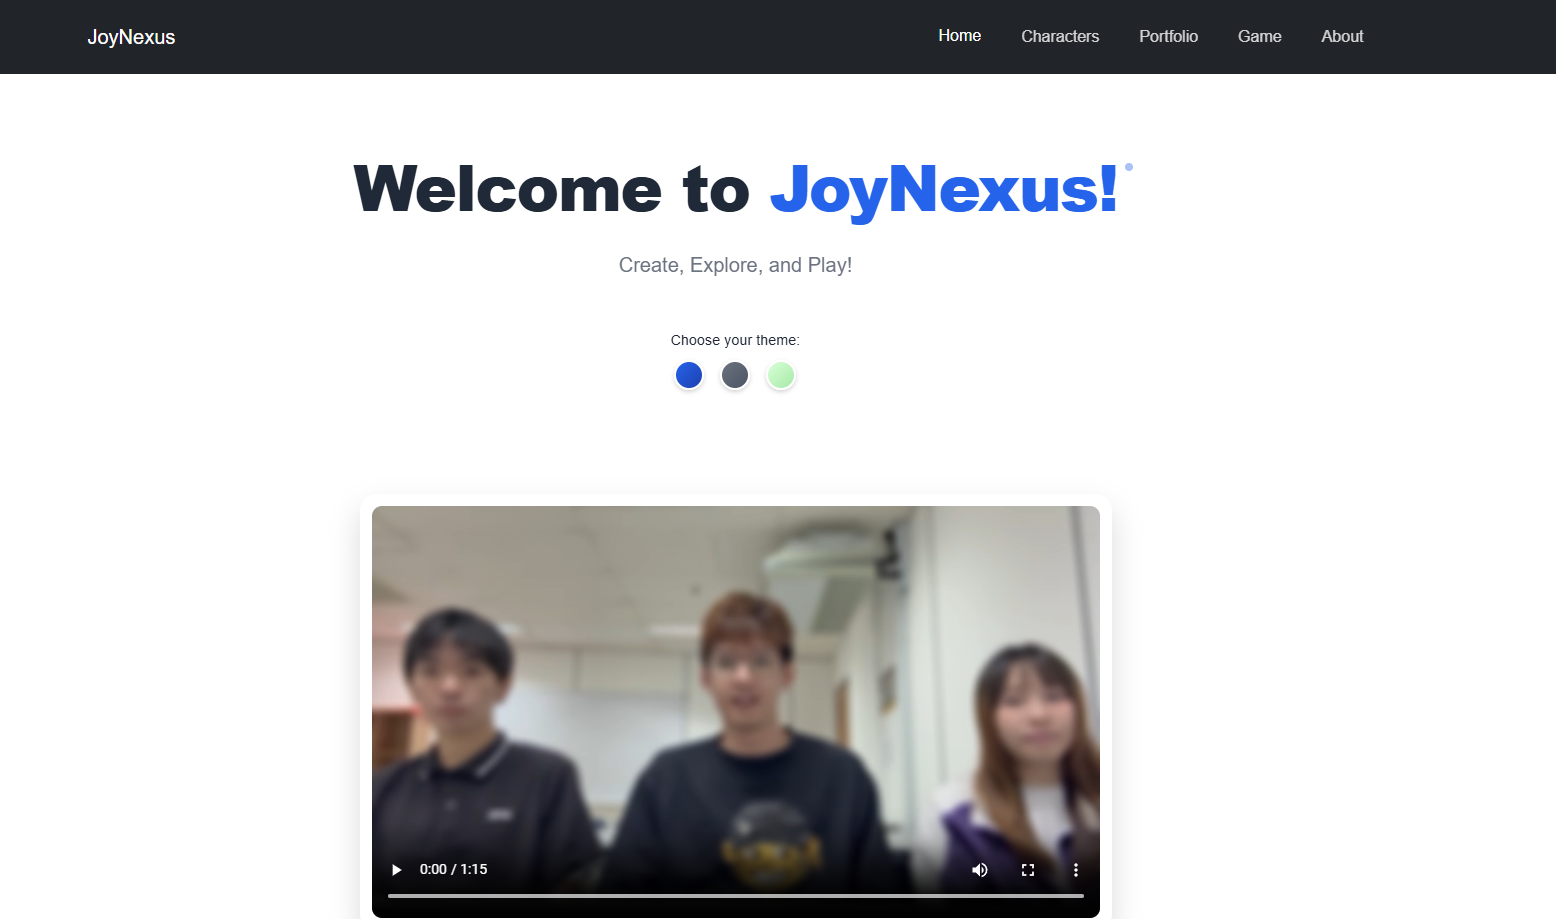 JoyNexus
Home Characters Portfolio Game About
Welcome to JoyNexus!
Create, Explore, and Play!
Choose your theme:
0:00 / 1:15